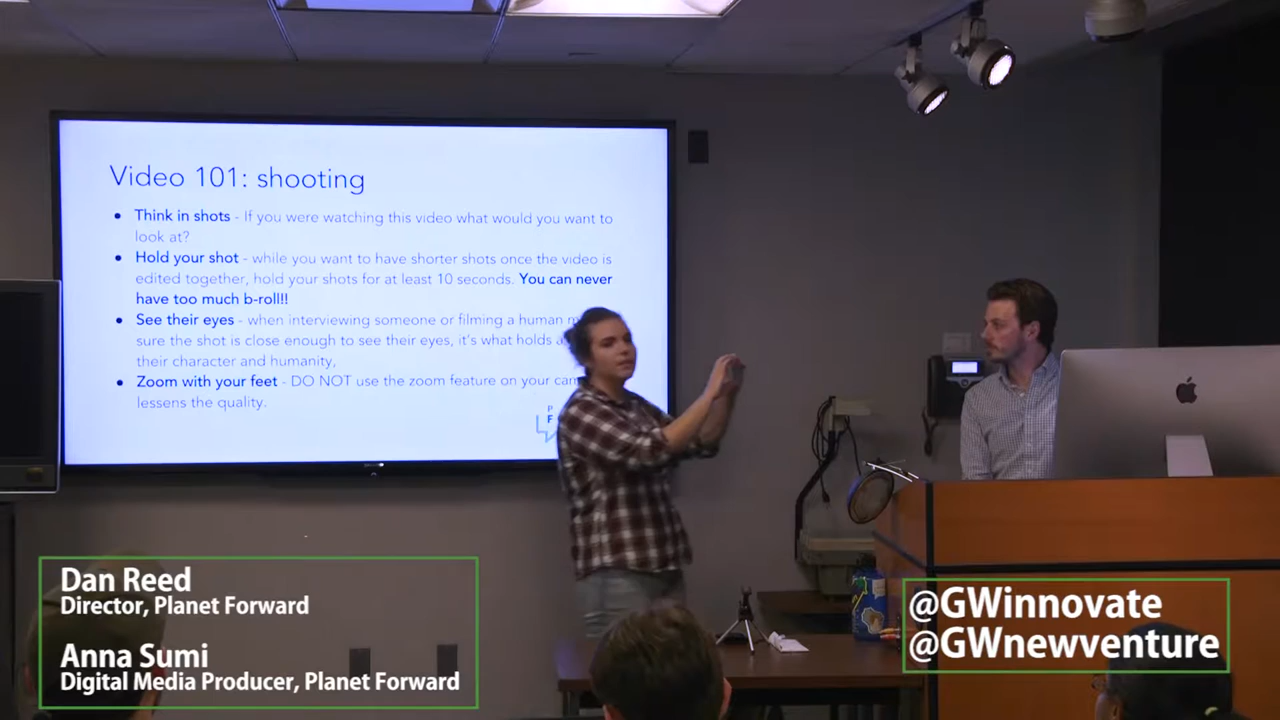 Video 101: shooting
● Think in shots - If you were watching this video what would you want to
look at?
● Hold your shot - while you want to have shorter shots once the video is
edited together, hold your shots for at least 10 seconds. You can never
have too much b-roll!!
● See their eyes - when interviewing someone or filming a human
sure the shot is close enough to see their eyes, it's what holds
their character and humanity,
● Zoom with your feet - DO NOT use the zoom feature on your
lessens the quality.
P
F
Dan Reed
Director, Planet Forward
Anna Sumi
Digital Media Producer, Planet Forward
@GWinnovate
@GWnewventure